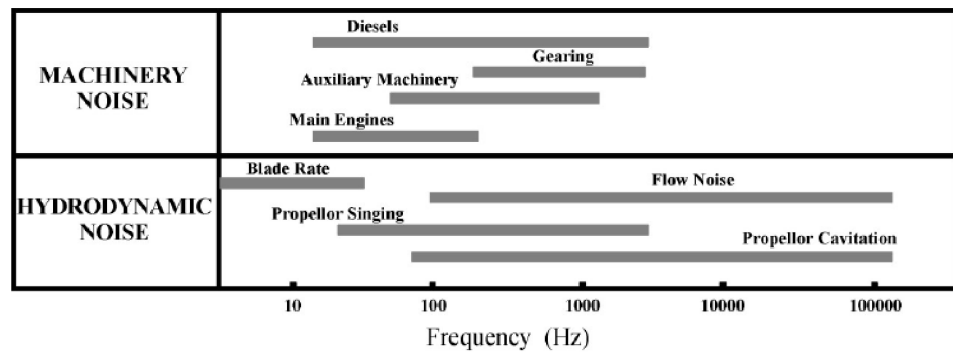 Diesels
Gearing
MACHINERY
NOISE
Auxiliary Machinery
Main Engines
Blade Rate
Flow Noise
HYDRODYNAMIC
NOISE
Propellor Singing
Propellor Cavitation
10 100 1000 10000 100000
Frequency (Hz)